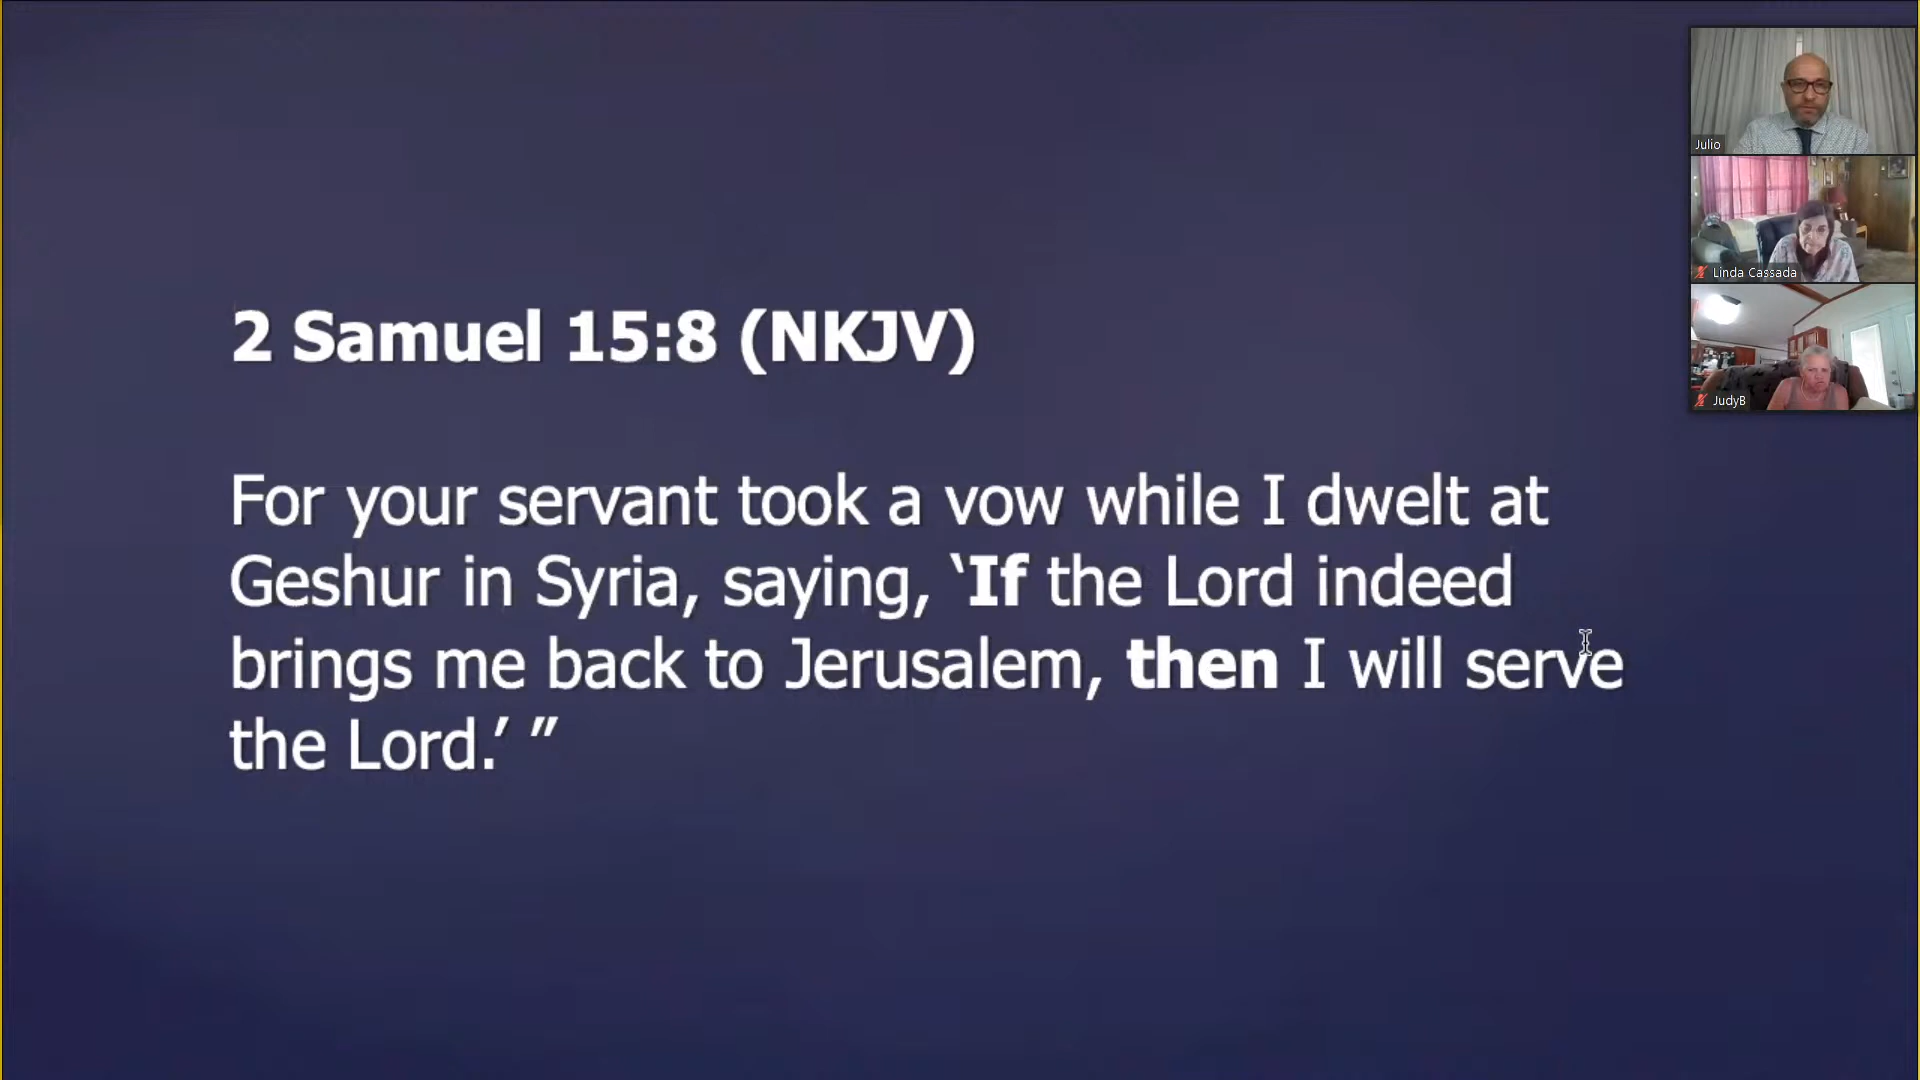 2 Samuel 15:8 (NKJV)
For your servant took a vow while I dwelt at
Geshur in Syria, saying, ‘If the Lord indeed
brings me back to Jerusalem, then I will serve
the Lord.’ ”
Julio
Linda Cassada
JudyB